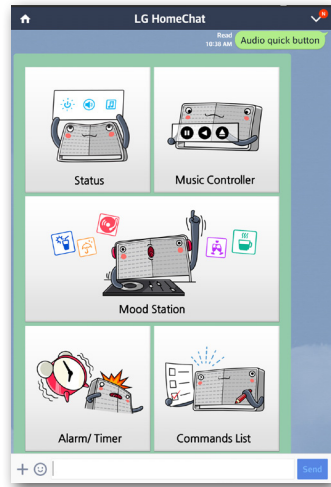 LG HomeChat
Read
10:38 AM
Audio quick button
Status
Music Controller
Mood Station
Alarm/ Timer
Commands List
Send